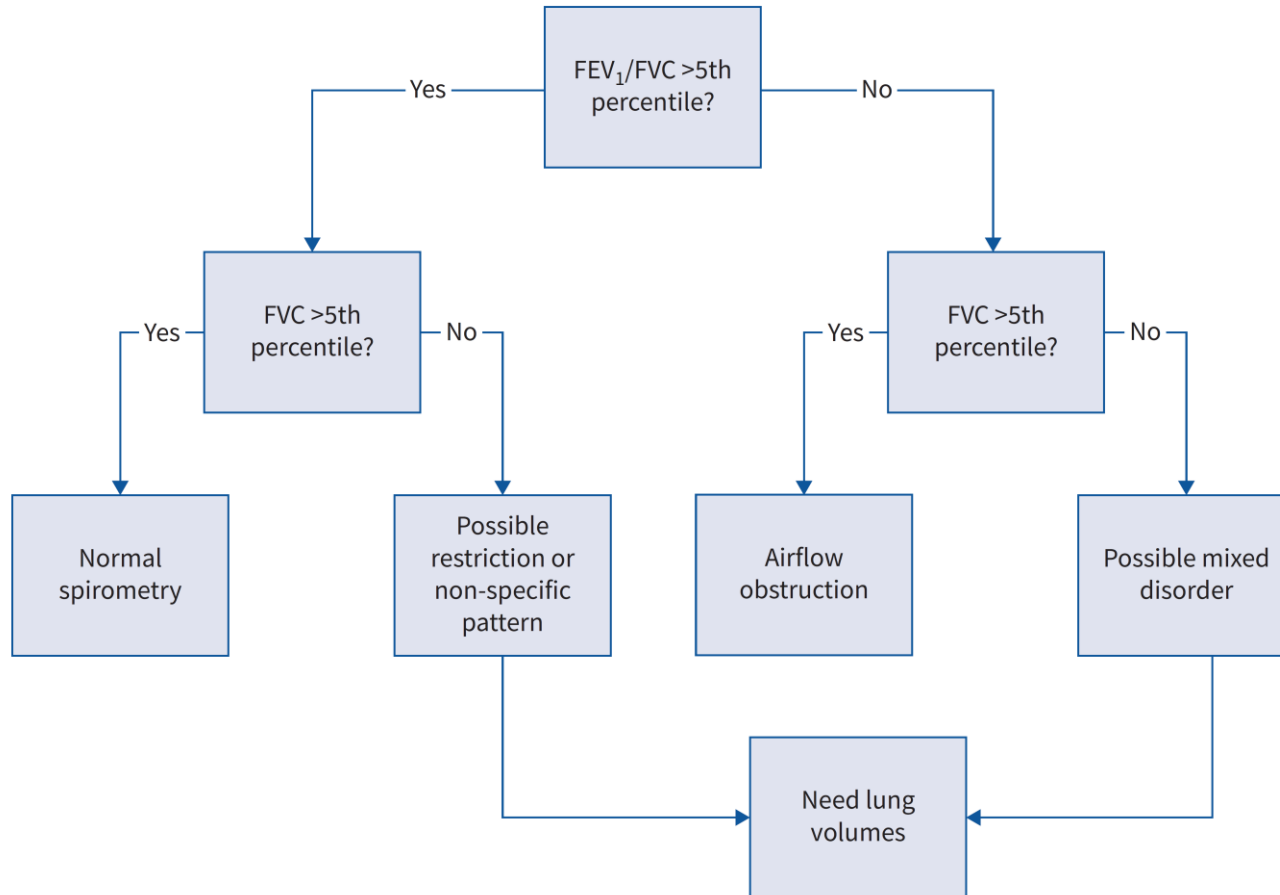 FEV₁/FVC >5th
percentile?
Yes
No
FVC >5th
percentile?
FVC >5th
percentile?
Yes
No
Yes
No
Normal
spirometry
Possible
restriction or
non-specific
pattern
Airflow
obstruction
Possible mixed
disorder
Need lung
volumes